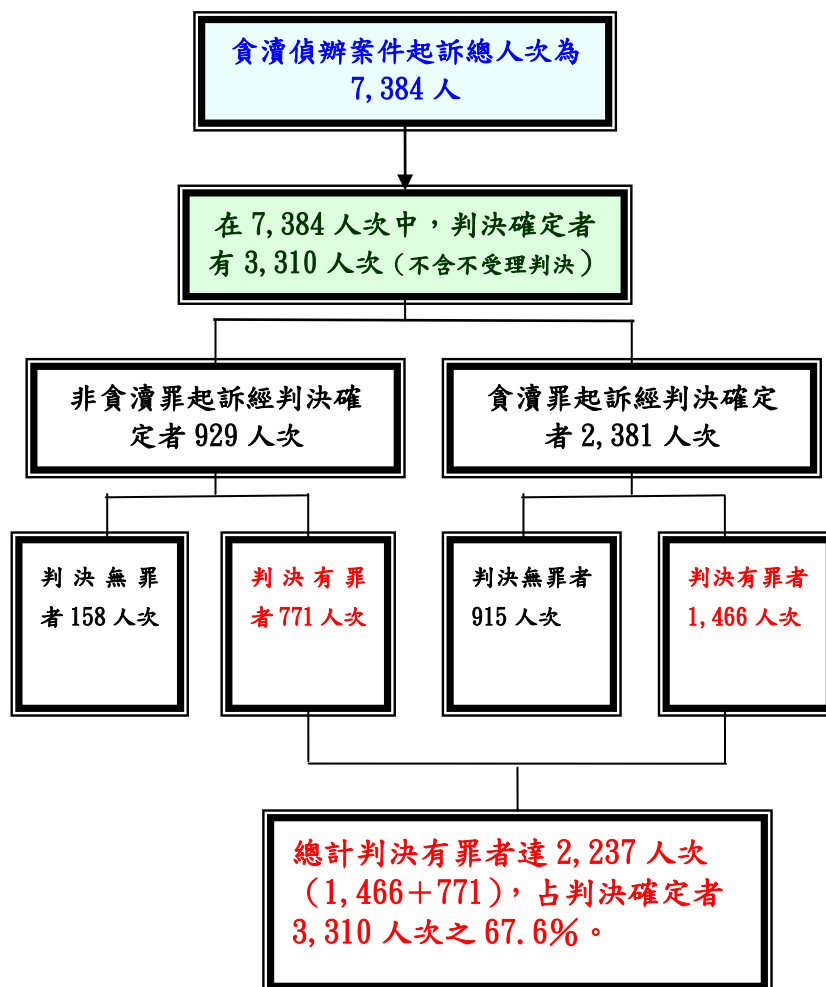 貪瀆偵辦案件起訴總人次為
7,384 人
在 7,384 人次中，判決確定者
有 3,310 人次（不含不受理判決）
非貪瀆罪起訴經判決確
定者 929 人次
貪瀆罪起訴經判決確定
者 2,381 人次
判決無罪
者 158 人次
判決有罪
者 771 人次
判決無罪者
915 人次
判決有罪者
1,466 人次
總計判決有罪者達 2,237 人次
（1,466＋771），占判決確定者
3,310 人次之 67.6％。